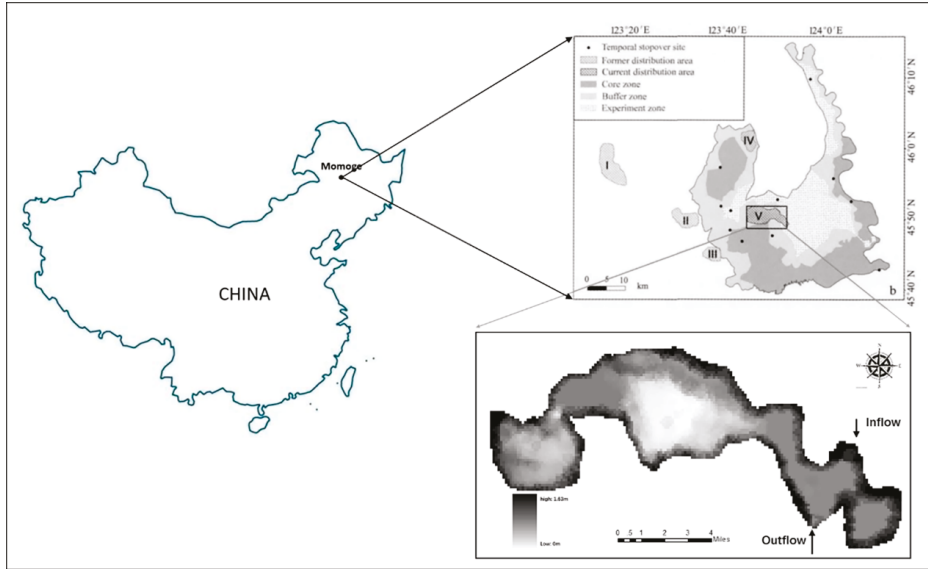 123°20'E
123°40'E
124°0'E
Temporal stopover site
Former distribution area
Current distribution area
Core zone
Buffer zone
Experiment zone
46°10'N
46°0'N
45°50'N
45°40'N
I
II
III
IV
V
0 5 10
km
b
Momoge
CHINA
N
W
E
S
Inflow
Outflow
high: 1.83m
Low: 0m
0 .5 1 2 3 4
Miles